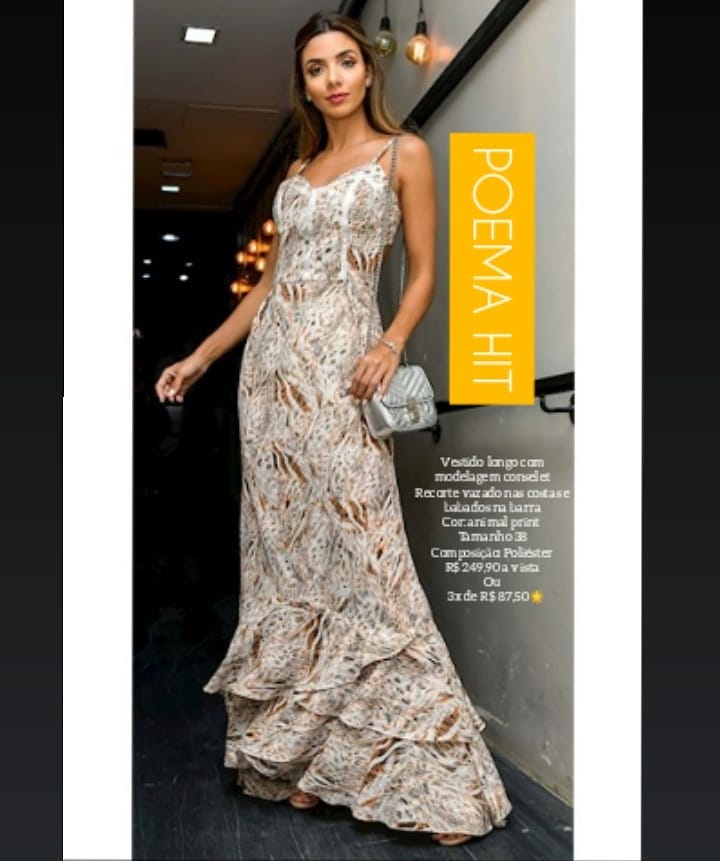 POEMA HIT
Vestido longo com
modelagem conselet
Recorte vazado nas costas e
babados na barra
Cor:animal print
Tamanho 38
Composição: Poliéster
R$ 249,90 a vista
Ou
3x de R$ 87,50🌟